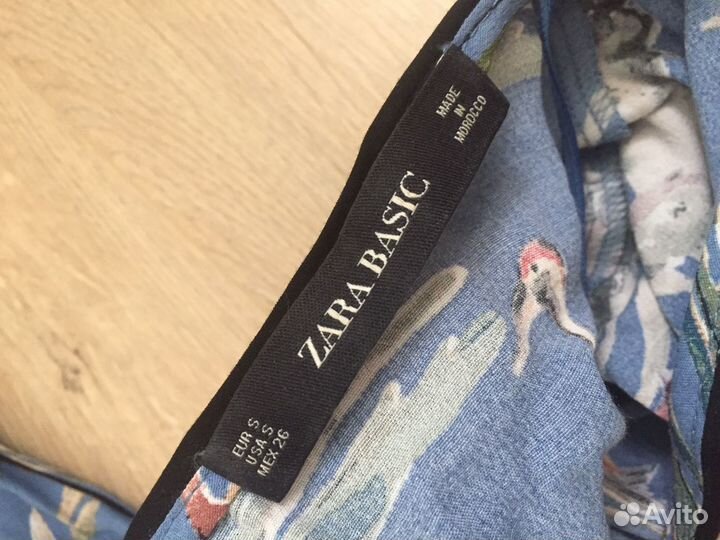 MADE
IN
MOROCCO
ZARA BASIC
EUR S
USA S
MEX 26
Avito